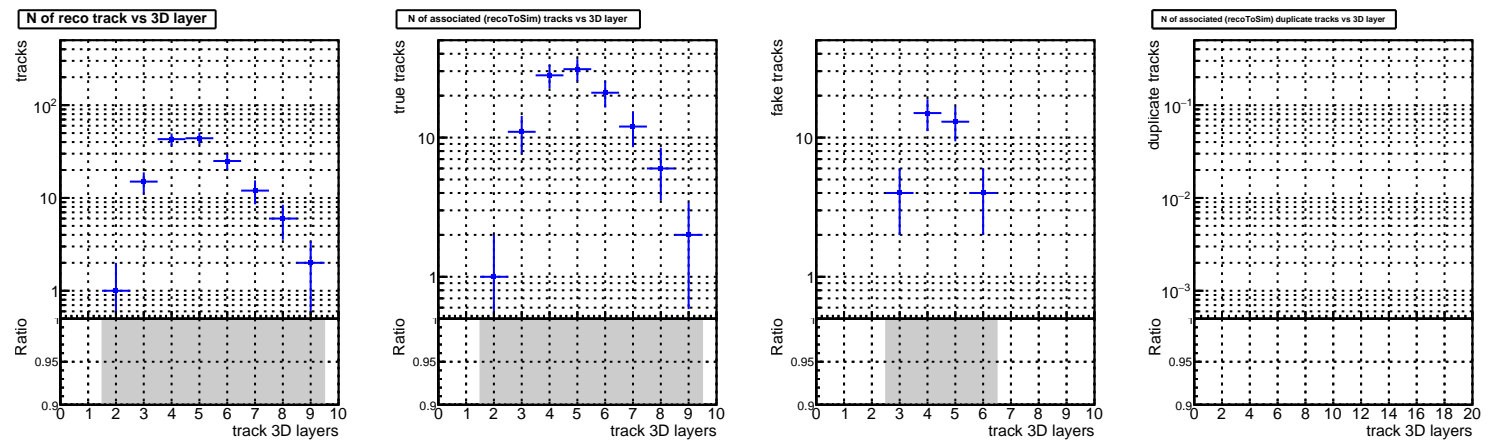 N of reco track vs 3D layer
tracks
10²
10
1
Ratio
1
0.95
0.9
0 1 2 3 4 5 6 7 8 9 10
track 3D layers
N of associated (recoToSim) tracks vs 3D layer
true tracks
10
1
Ratio
1
0.95
0.9
0 1 2 3 4 5 6 7 8 9 10
track 3D layers
fake tracks
10
1
Ratio
1
0.95
0.9
0 1 2 3 4 5 6 7 8 9 10
track 3D layers
N of associated (recoToSim) duplicate tracks vs 3D layer
duplicate tracks
10⁻¹
10⁻²
10⁻³
Ratio
1
0.95
0.9
0 2 4 6 8 10 12 14 16 18 20
track 3D layers